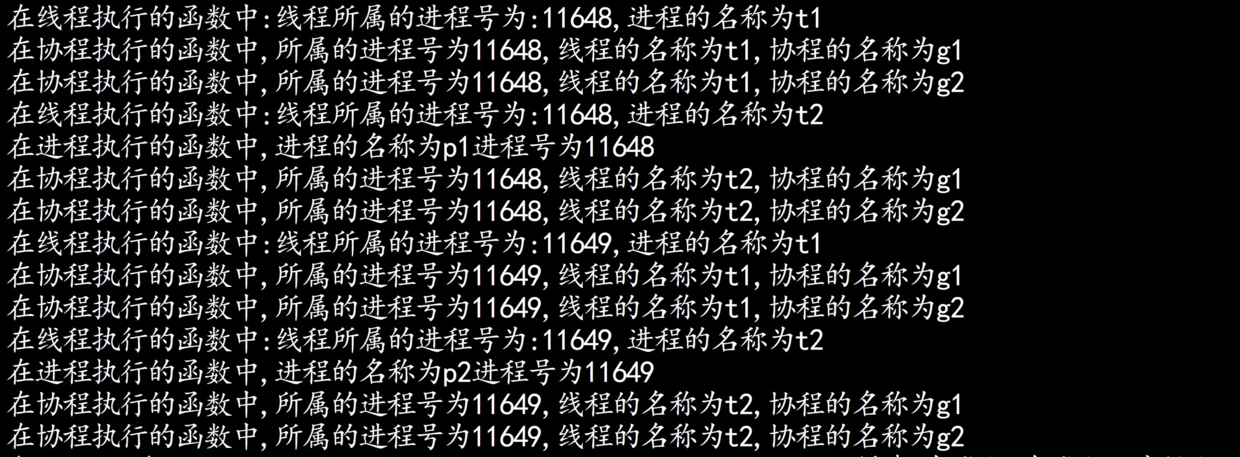 在线程执行的函数中:线程所属的进程号为:11648,进程的名称为t1
在协程执行的函数中,所属的进程号为11648,线程的名称为t1,协程的名称为g1
在协程执行的函数中,所属的进程号为11648,线程的名称为t1,协程的名称为g2
在线程执行的函数中:线程所属的进程号为:11648,进程的名称为t2
在进程执行的函数中,进程的名称为p1进程号为11648
在协程执行的函数中,所属的进程号为11648,线程的名称为t2,协程的名称为g1
在协程执行的函数中,所属的进程号为11648,线程的名称为t2,协程的名称为g2
在线程执行的函数中:线程所属的进程号为:11649,进程的名称为t1
在协程执行的函数中,所属的进程号为11649,线程的名称为t1,协程的名称为g1
在协程执行的函数中,所属的进程号为11649,线程的名称为t1,协程的名称为g2
在线程执行的函数中:线程所属的进程号为:11649,进程的名称为t2
在进程执行的函数中,进程的名称为p2进程号为11649
在协程执行的函数中,所属的进程号为11649,线程的名称为t2,协程的名称为g1
在协程执行的函数中,所属的进程号为11649,线程的名称为t2,协程的名称为g2